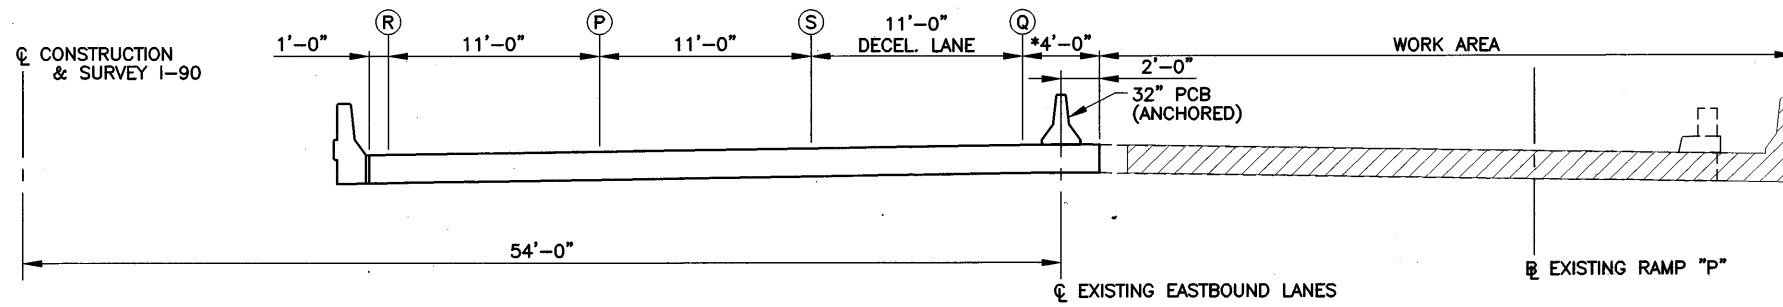 R
P
S
11'-0"
Q
1'-0"
11'-0"
11'-0"
DECEL. LANE
*4'-0"
WORK AREA
℄ CONSTRUCTION
& SURVEY I-90
2'-0"
32" PCB
(ANCHORED)
54'-0"
℄ EXISTING EASTBOUND LANES
BL EXISTING RAMP "P"